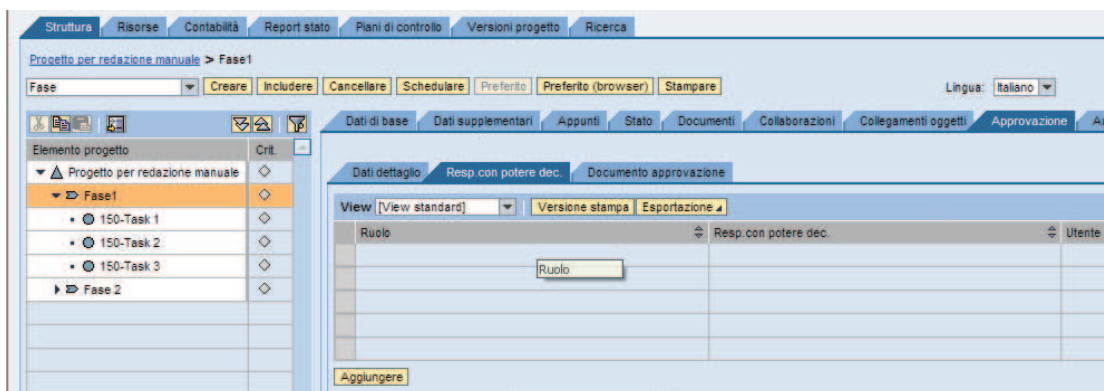 Struttura Risorse Contabilità Report stato Piani di controllo Versioni progetto Ricerca
Progetto per redazione manuale > Fase1
Fase Creare Includere Cancellare Schedulare Preferito Preferito (browser) Stampare Lingua: Italiano
Dati di base Dati supplementari Appunti Stato Documenti Collaborazioni Collegamenti oggetti Approvazione
Elemento progetto Crit.
Progetto per redazione manuale
Fase1
150-Task 1
150-Task 2
150-Task 3
Fase 2
Dati dettaglio Resp.con potere dec. Documento approvazione
View [View standard] Versione stampa Esportazione
Ruolo Resp.con potere dec. Utente
Ruolo
Aggiungere